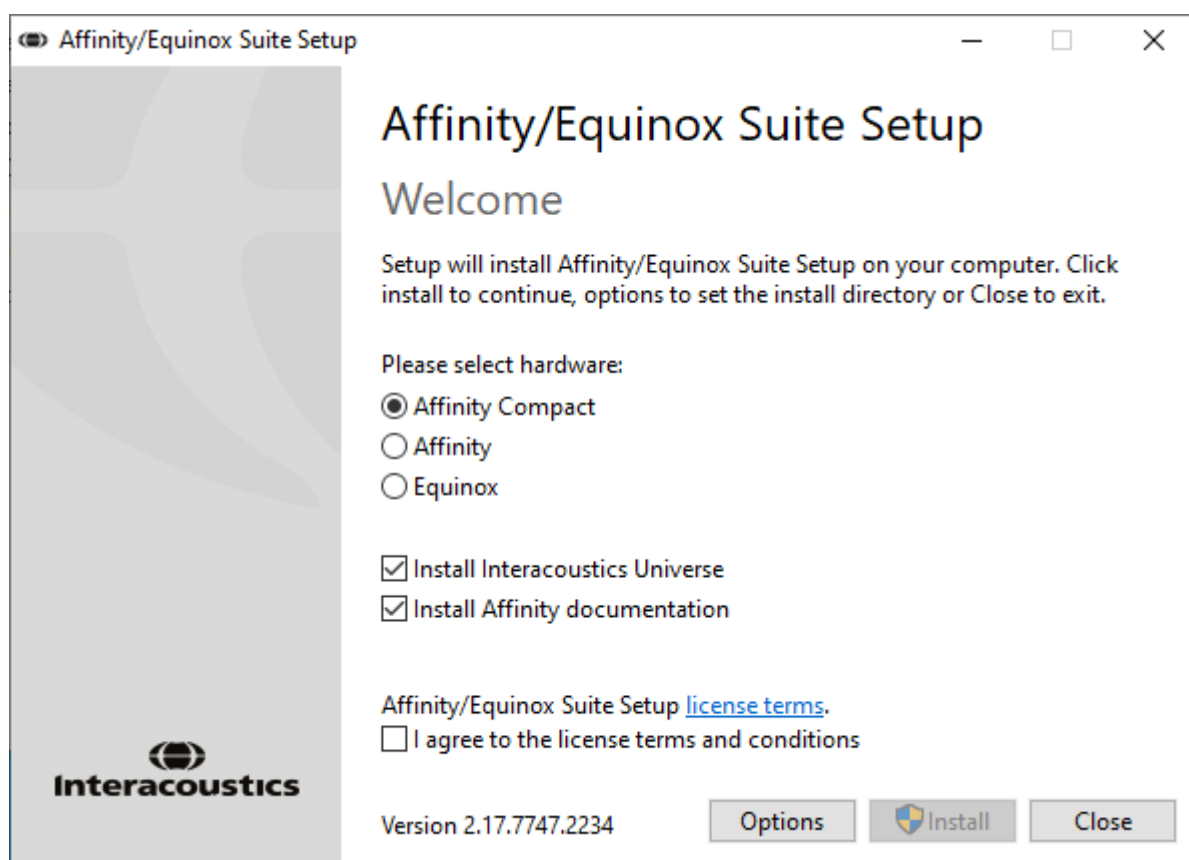 Affinity/Equinox Suite Setup
Affinity/Equinox Suite Setup
Welcome
Setup will install Affinity/Equinox Suite Setup on your computer. Click
install to continue, options to set the install directory or Close to exit.
Please select hardware:
Affinity Compact
Affinity
Equinox
Install Interacoustics Universe
Install Affinity documentation
Affinity/Equinox Suite Setup license terms.
I agree to the license terms and conditions
Interacoustics
Version 2.17.7747.2234
Options
Install
Close